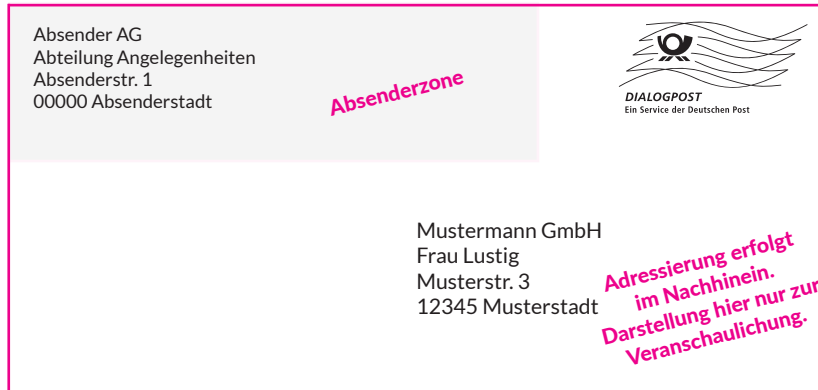 Absender AG
Abteilung Angelegenheiten
Absenderstr. 1
00000 Absenderstadt
Absenderzone
DIALOGPOST
Ein Service der Deutschen Post
Mustermann GmbH
Frau Lustig
Musterstr. 3
12345 Musterstadt
Adressierung erfolgt
im Nachhinein.
Darstellung hier nur zur
Veranschaulichung.